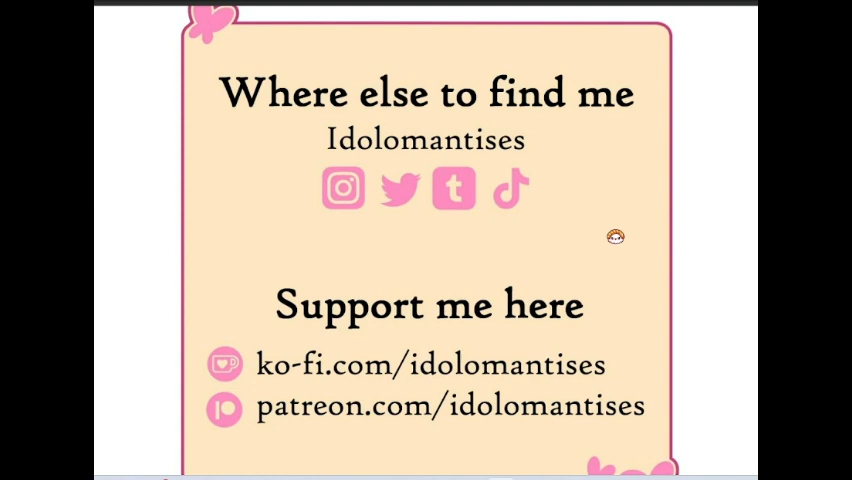 Where else to find me
Idolomantises
Support me here
ko-fi.com/idolomantises
patreon.com/idolomantises